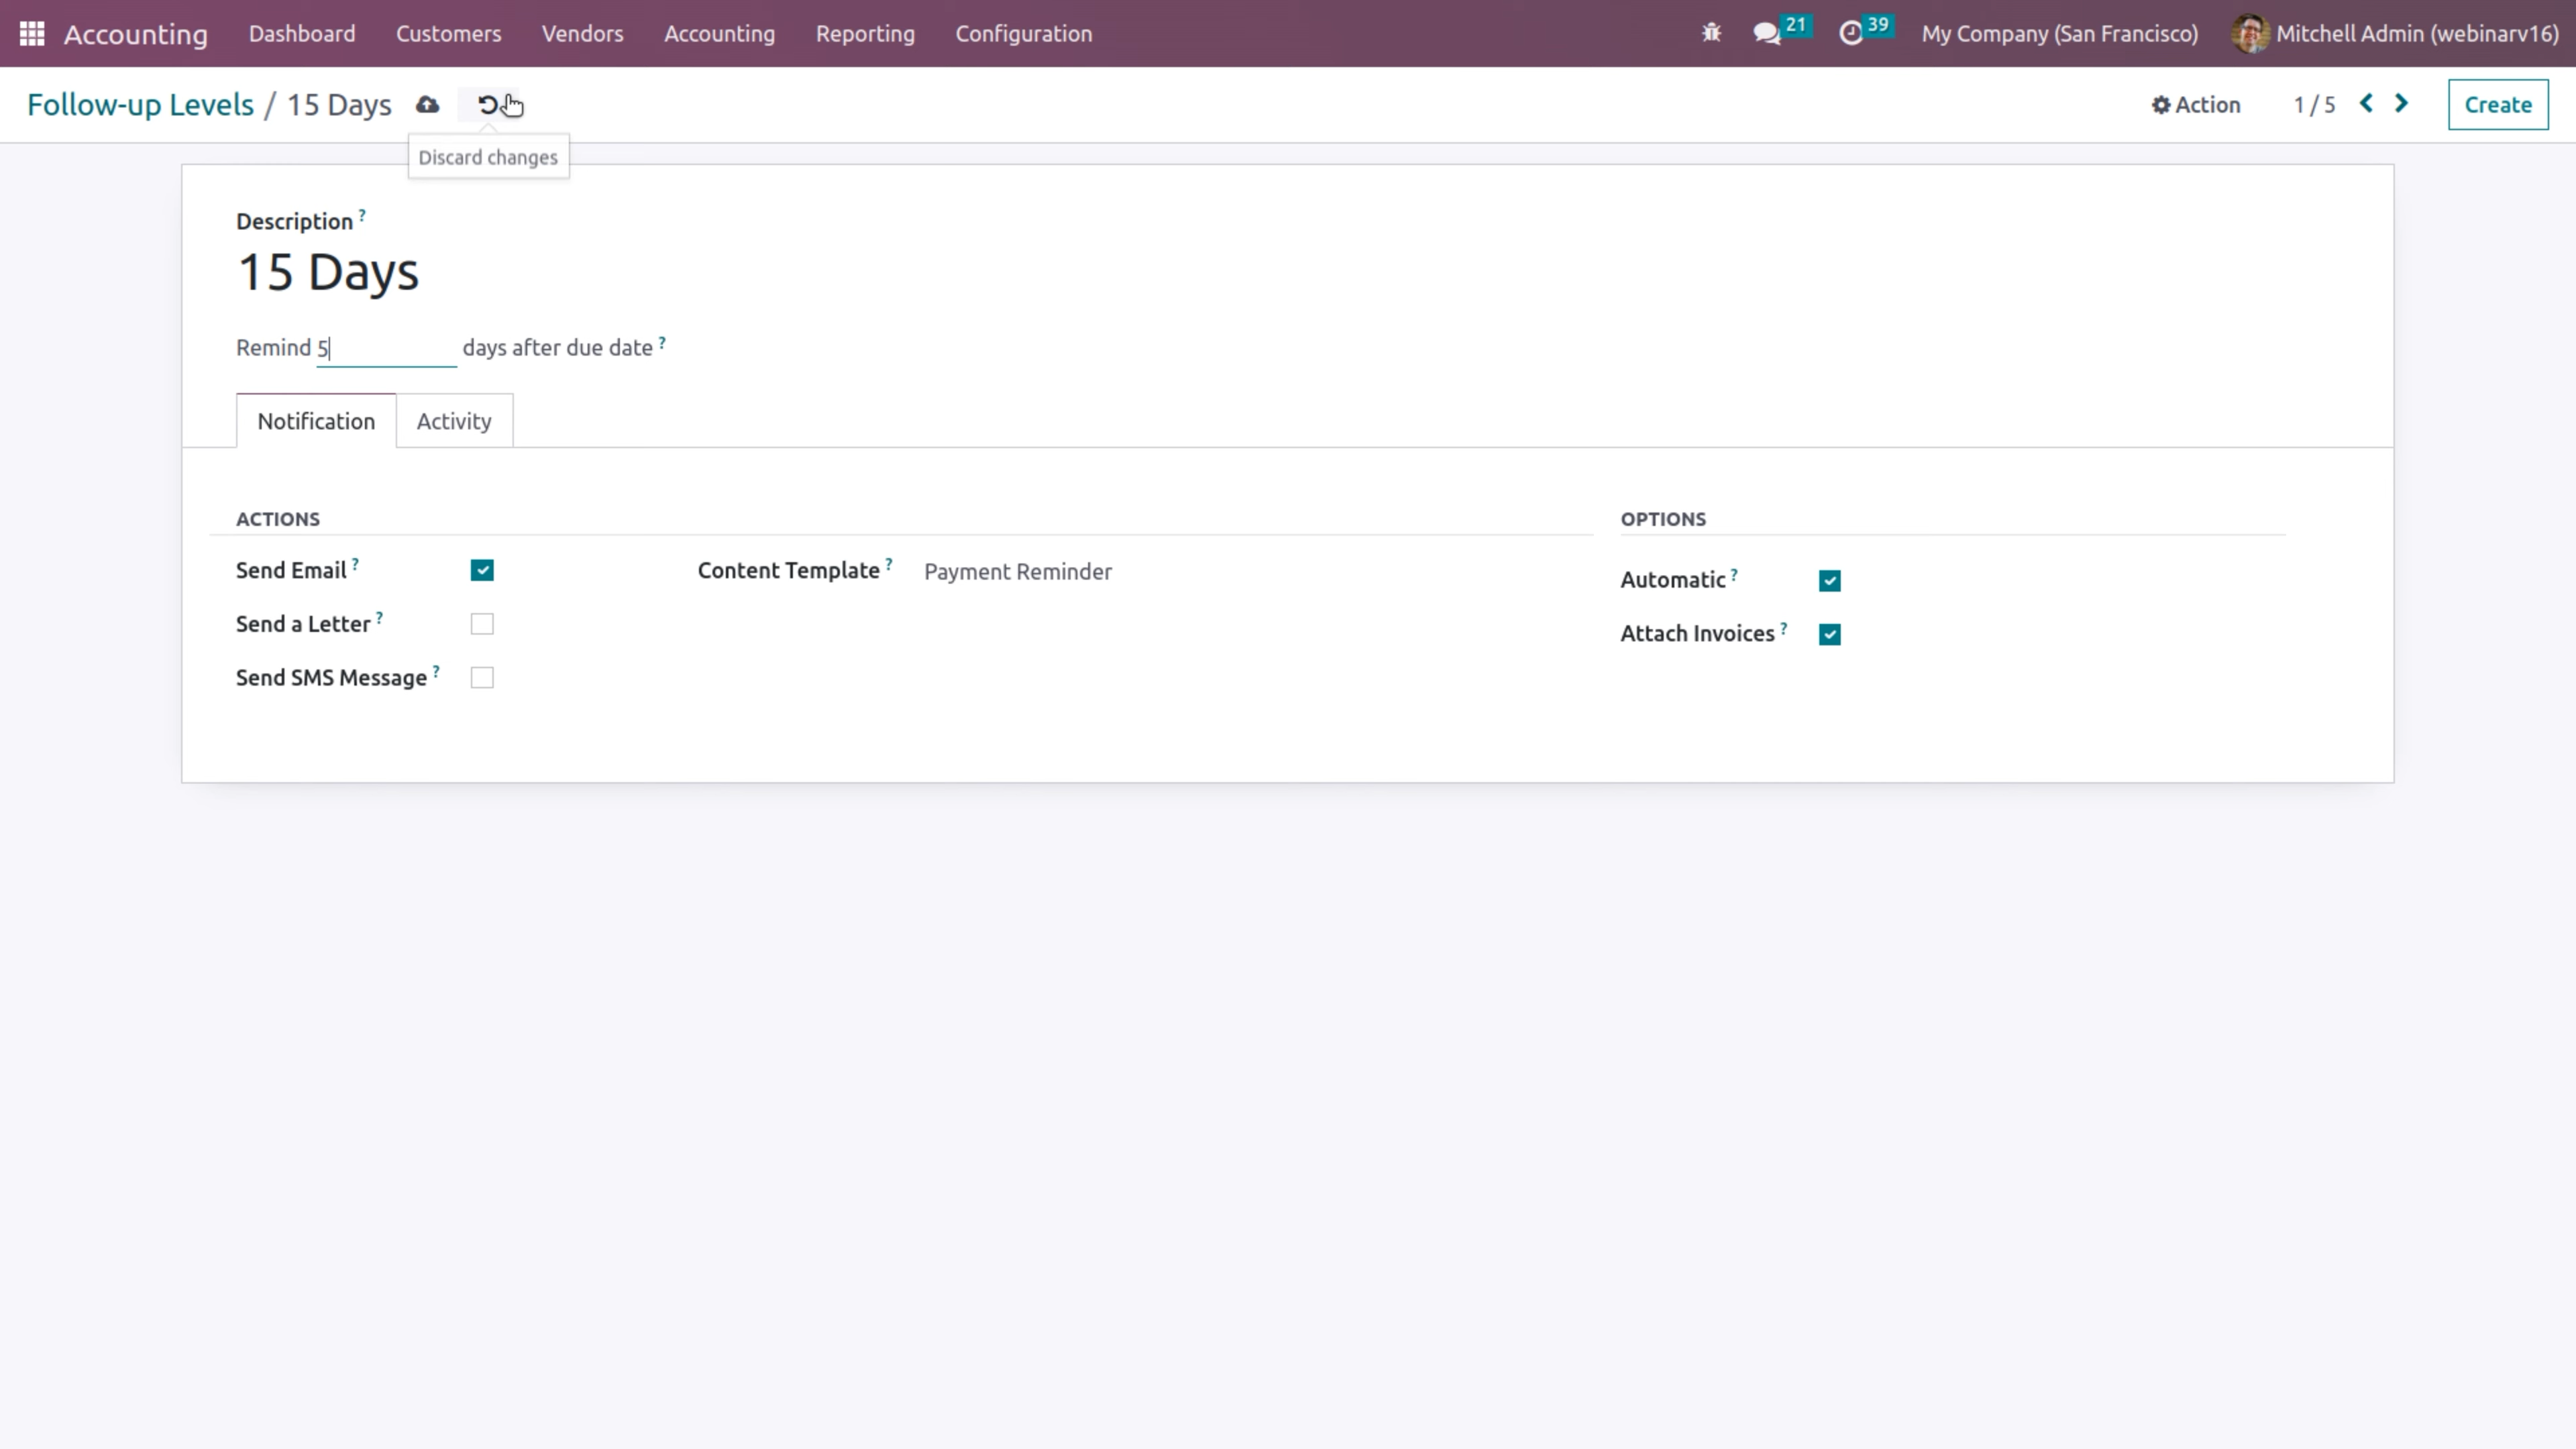 Accounting Dashboard Customers Vendors Accounting Reporting Configuration 21 39 My Company (San Francisco) Mitchell Admin (webinarv16)
Follow-up Levels / 15 Days Action 1 / 5 Create
Discard changes
Description ?
15 Days
Remind 5 days after due date ?
Notification Activity
ACTIONS OPTIONS
Send Email ? Content Template ? Payment Reminder Automatic ?
Send a Letter ? Attach Invoices ?
Send SMS Message ?